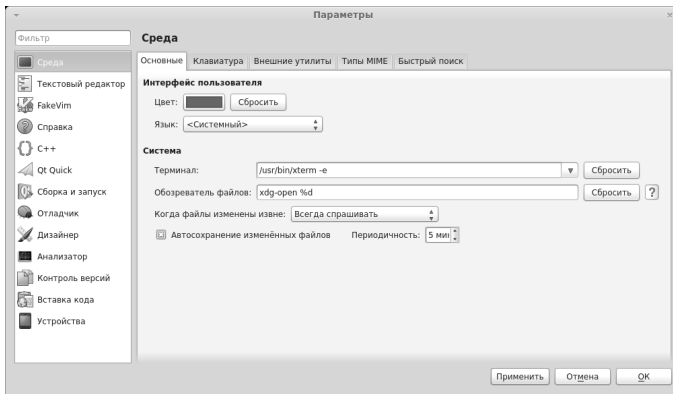 Параметры
Фильтр
Среда
Текстовый редактор
FakeVim
Справка
C++
Qt Quick
Сборка и запуск
Отладчик
Дизайнер
Анализатор
Контроль версий
Вставка кода
Устройства
Среда
Основные Клавиатура Внешние утилиты Типы MIME Быстрый поиск
Интерфейс пользователя
Цвет: Сбросить
Язык: <Системный>
Система
Терминал: /usr/bin/xterm -e Сбросить
Обозреватель файлов: xdg-open %d Сбросить ?
Когда файлы изменены извне: Всегда спрашивать
Автосохранение изменённых файлов Периодичность: 5 мин
Применить Отмена OK